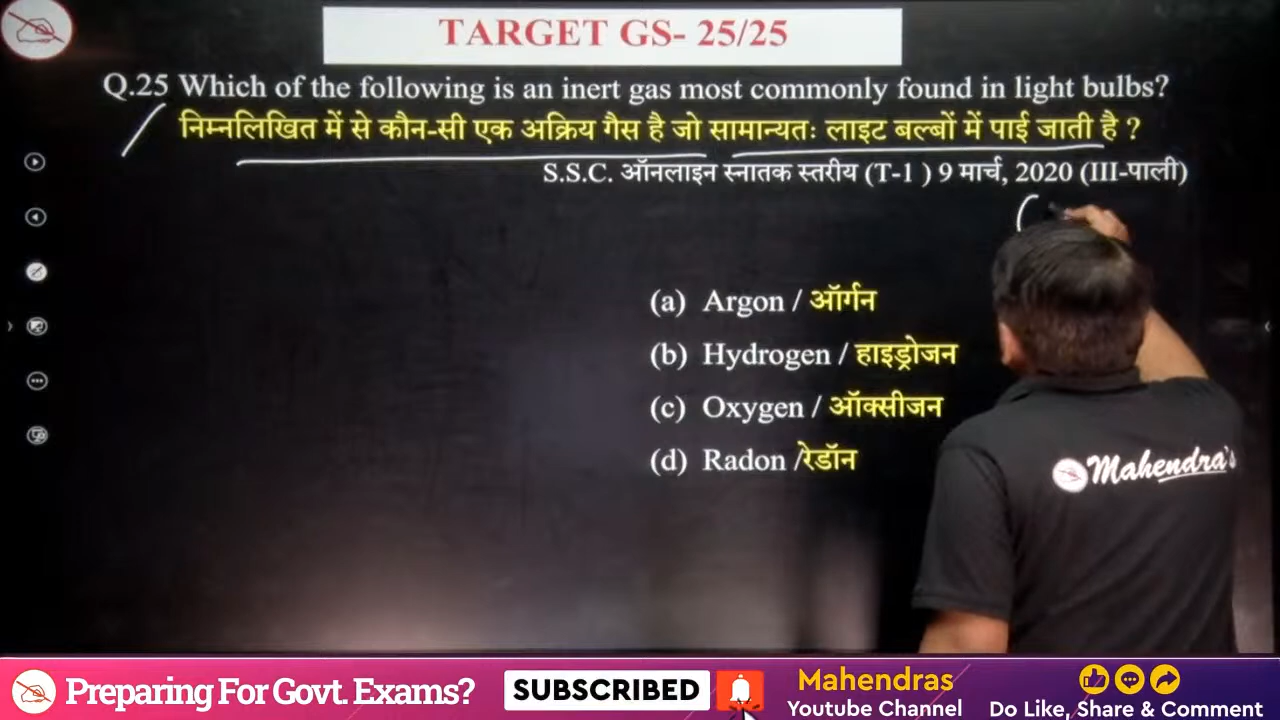 TARGET GS- 25/25
Q.25 Which of the following is an inert gas most commonly found in light bulbs?
निम्नलिखित में से कौन-सी एक अक्रिय गैस है जो सामान्यतः लाइट बल्बों में पाई जाती है ?
S.S.C. ऑनलाइन स्नातक स्तरीय (T-1 ) 9 मार्च, 2020 (III-पाली)
(a) Argon / ऑर्गन
(b) Hydrogen / हाइड्रोजन
(c) Oxygen / ऑक्सीजन
(d) Radon /रेडॉन
Mahendra's
Preparing For Govt. Exams?
SUBSCRIBED
Mahendras
Youtube Channel
Do Like, Share & Comment